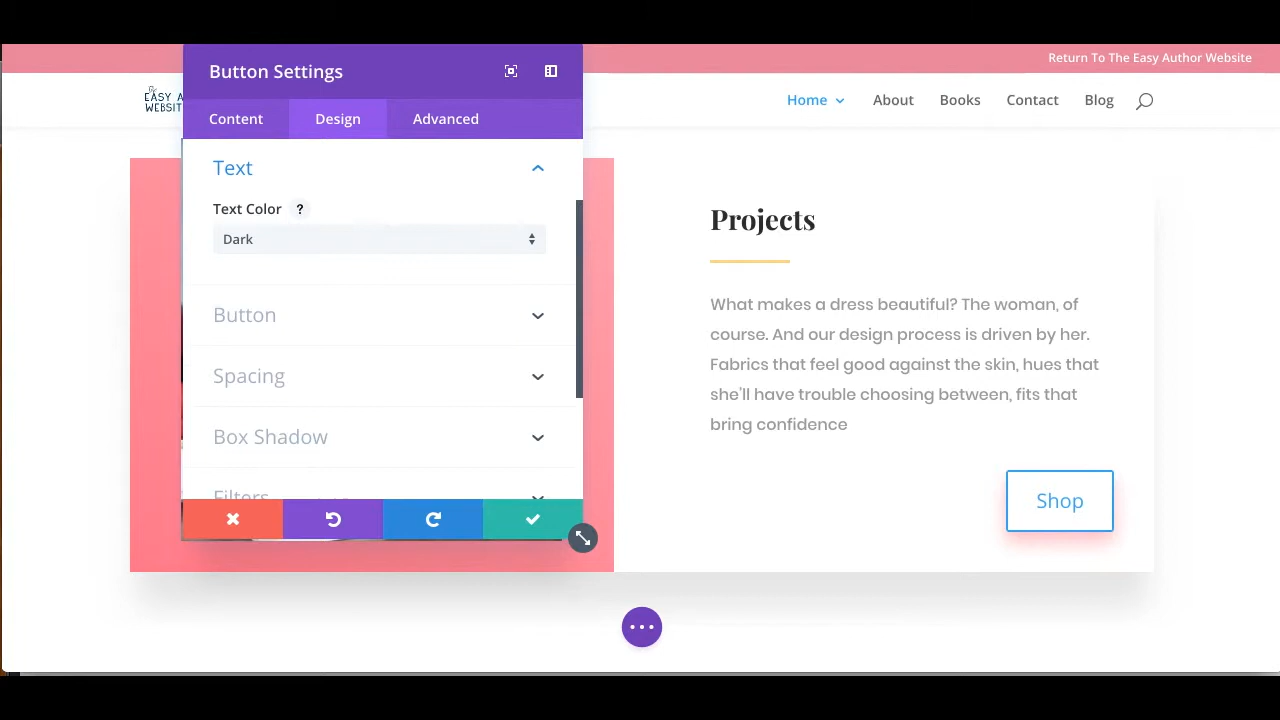 Return To The Easy Author Website
Button Settings
EASY A
WEBSIT
Home
About
Books
Contact
Blog
Content
Design
Advanced
Text
Text Color ?
Dark
Button
Spacing
Box Shadow
Filters
Projects
What makes a dress beautiful? The woman, of
course. And our design process is driven by her.
Fabrics that feel good against the skin, hues that
she'll have trouble choosing between, fits that
bring confidence
Shop